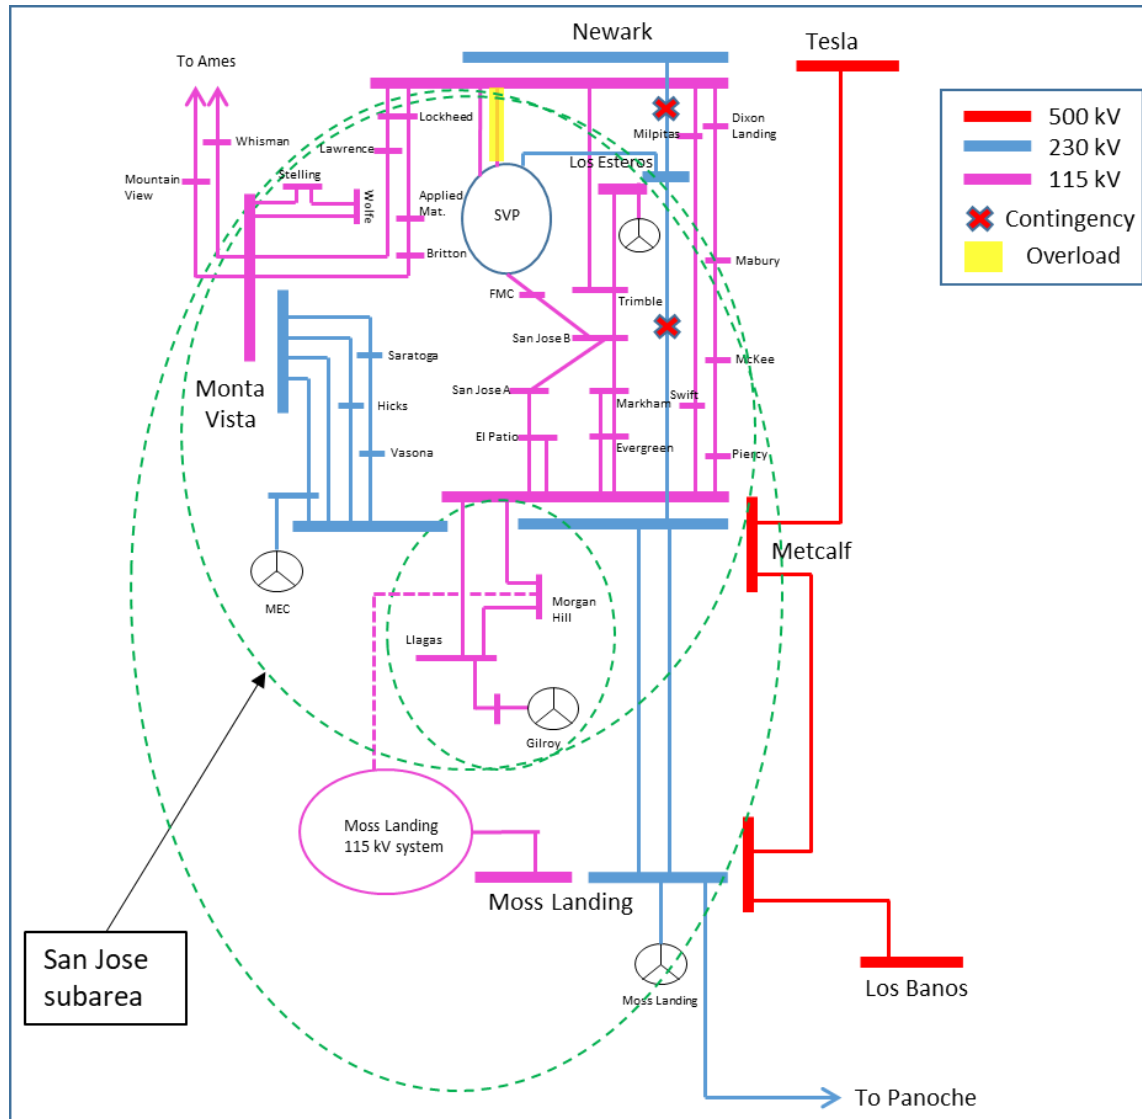 Newark
Tesla
To Ames
500 kV
230 kV
115 kV
Contingency
Overload
Lockheed
Milpitas
Dixon
Landing
Whisman
Lawrence
Los Esteros
Stelling
Mountain
View
Wolfe
Applied
Mat.
SVP
Britton
Mabury
FMC
Trimble
San Jose B
Saratoga
McKee
Monta
Vista
San Jose A
Markham
Swift
Hicks
El Patio
Evergreen
Vasona
Piercy
Metcalf
MEC
Morgan
Hill
Llagas
Gilroy
Moss Landing
115 kV system
Moss Landing
San Jose
subarea
Moss Landing
Los Banos
To Panoche